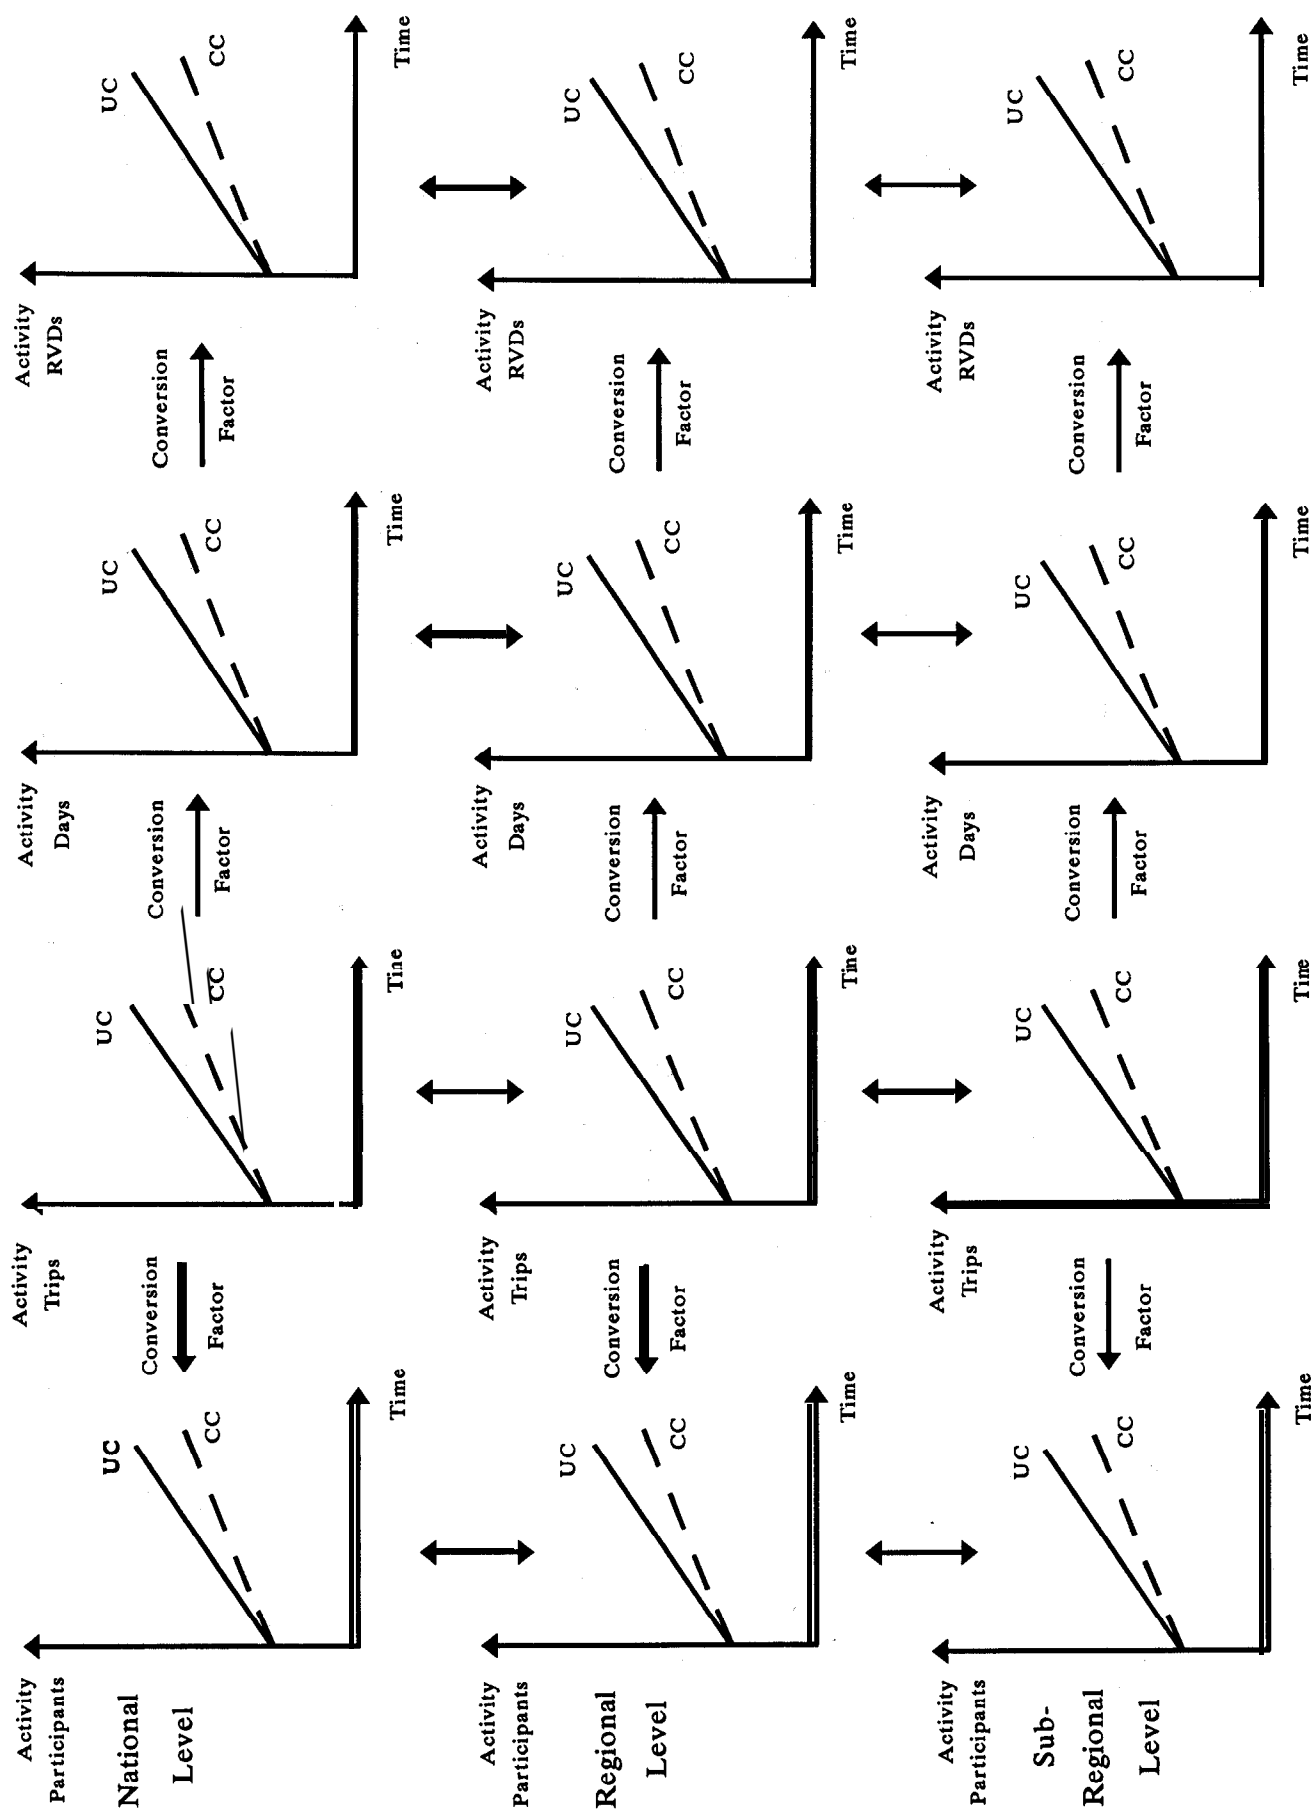 Activity
Participants
Activity
Trips
Activity
Days
Activity
RVDs
National
Level
UC
CC
Time
Conversion
Factor
UC
CC
Tine
Conversion
Factor
UC
CC
Time
Conversion
Factor
UC
CC
Time
Activity
Participants
Activity
Trips
Activity
Days
Activity
RVDs
Regional
Level
UC
CC
Time
Conversion
Factor
UC
CC
Tine
Conversion
Factor
UC
CC
Time
Conversion
Factor
UC
CC
Time
Activity
Participants
Activity
Trips
Activity
Days
Activity
RVDs
Sub-
Regional
Level
UC
CC
Time
Conversion
Factor
UC
CC
Tine
Conversion
Factor
UC
CC
Time
Conversion
Factor
UC
CC
Time